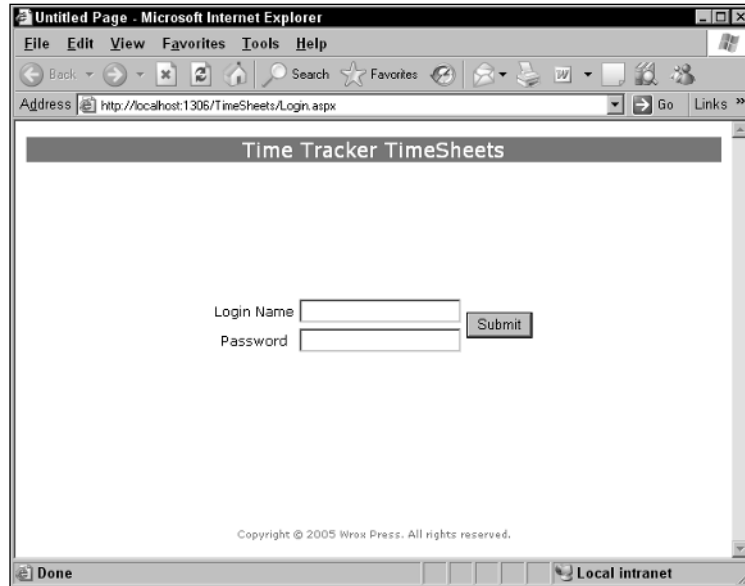 Untitled Page - Microsoft Internet Explorer
File Edit View Favorites Tools Help
Back Search Favorites
Address http://localhost:1306/TimeSheets/Login.aspx Go Links »
Time Tracker TimeSheets
Login Name
Submit
Password
Copyright © 2005 Wrox Press. All rights reserved.
Done Local intranet